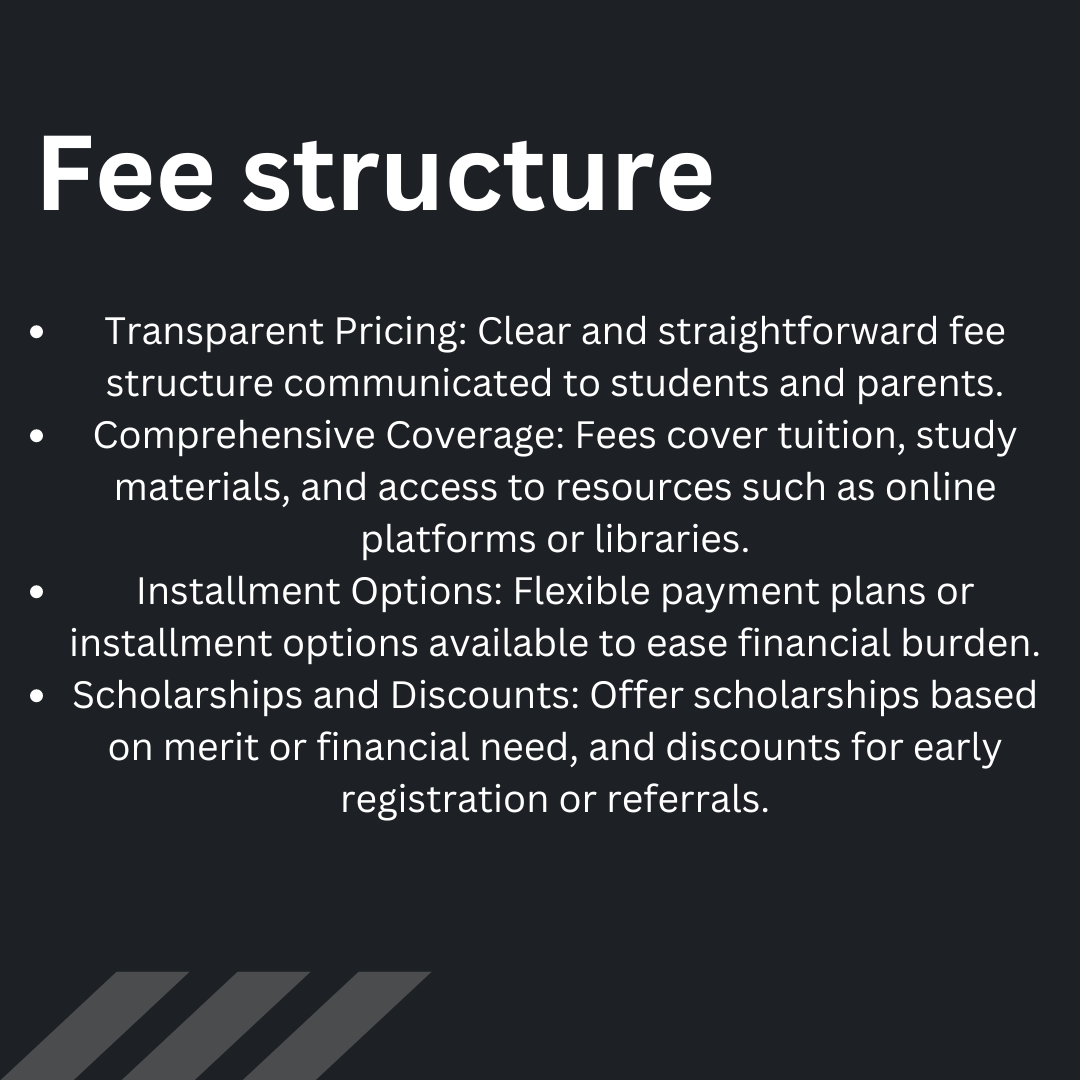 Fee structure
• Transparent Pricing: Clear and straightforward fee
structure communicated to students and parents.
• Comprehensive Coverage: Fees cover tuition, study
materials, and access to resources such as online
platforms or libraries.
• Installment Options: Flexible payment plans or
installment options available to ease financial burden.
• Scholarships and Discounts: Offer scholarships based
on merit or financial need, and discounts for early
registration or referrals.